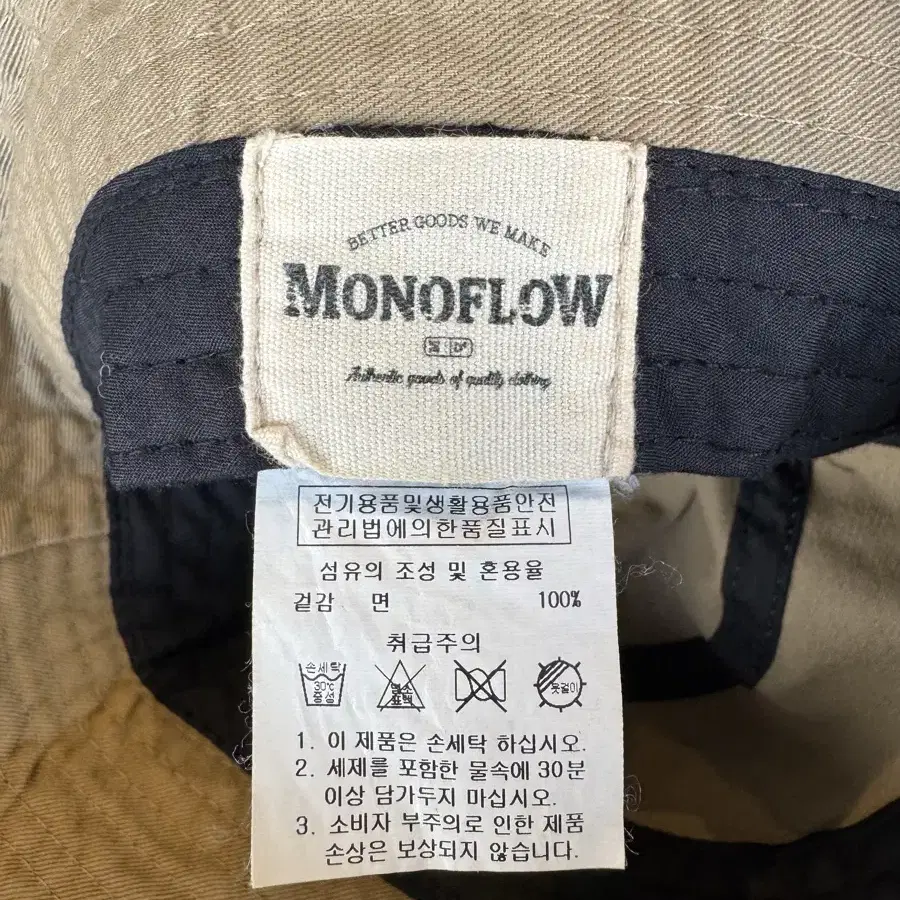 BETTER GOODS WE MAKE
MONOFLOW
Authentic goods of quality clothing
전기용품및생활용품안전
관리법에의한품질표시
섬유의 조성 및 혼용율
겉감 면 100%
취급주의
손세탁
30℃
중성
염소
표백
옷걸이
1. 이 제품은 손세탁 하십시오.
2. 세제를 포함한 물속에 30분
이상 담가두지 마십시오.
3. 소비자 부주의로 인한 제품
손상은 보상되지 않습니다.